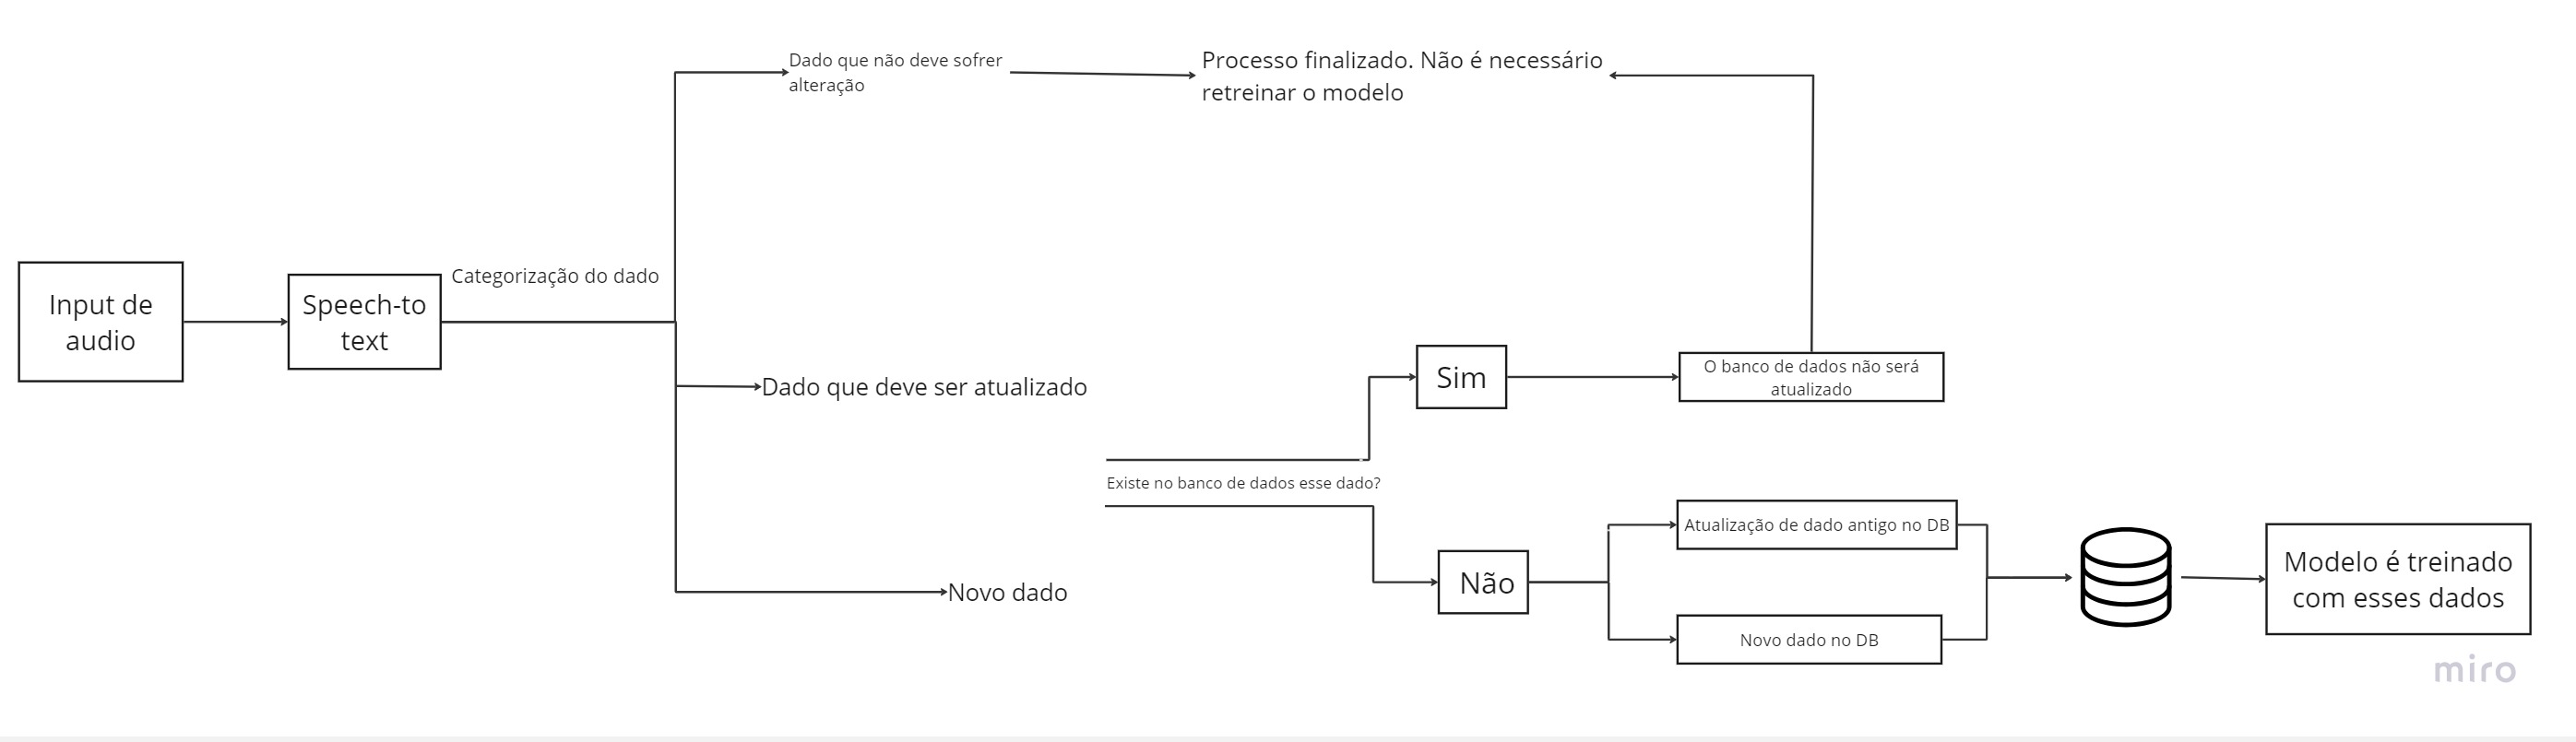 Dado que não deve sofrer
alteração
Processo finalizado. Não é necessário
retreinar o modelo
Input de
audio
Speech-to
text
Categorização do dado
Dado que deve ser atualizado
Sim
O banco de dados não será
atualizado
Existe no banco de dados esse dado?
Novo dado
Não
Atualização de dado antigo no DB
Novo dado no DB
Modelo é treinado
com esses dados
miro